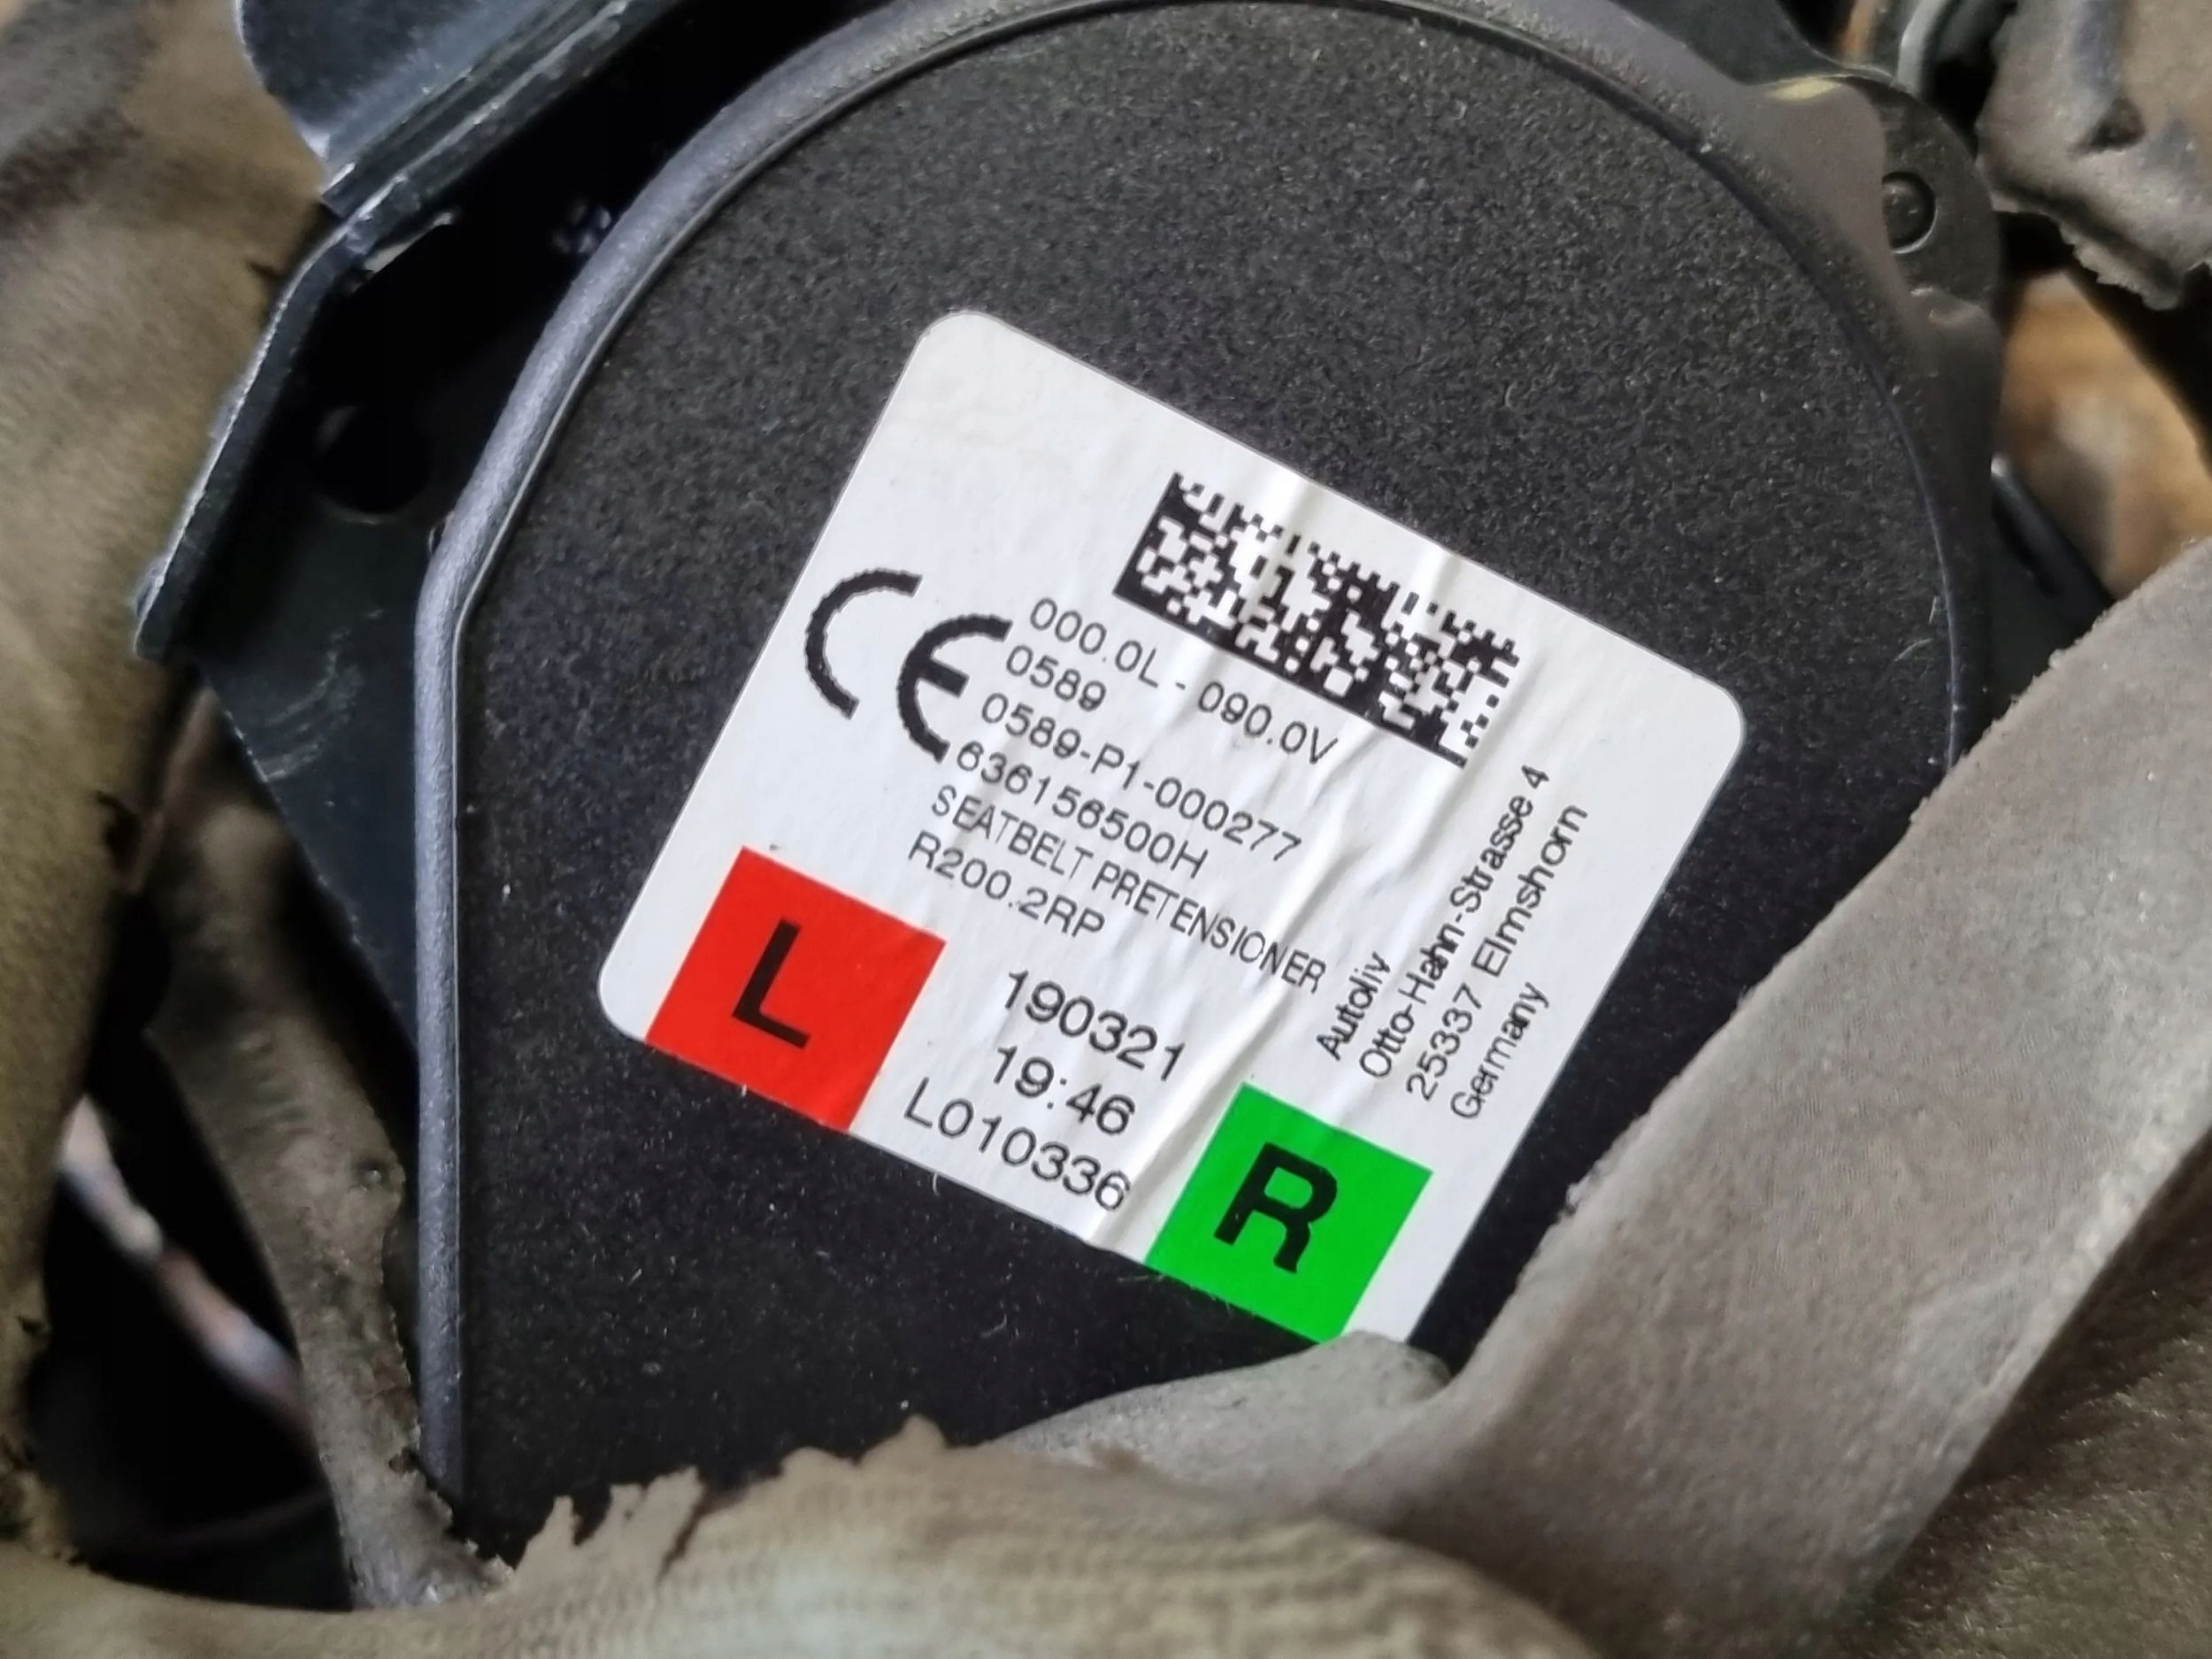 CE
000.0L - 090.0V
0589
0589-P1-000277
636156500H
SEATBELT PRETENSIONER
R200.2RP
L
190321
19:46
L010336
R
Autoliv
Otto-Hahn-Strasse 4
25337 Elmshorn
Germany